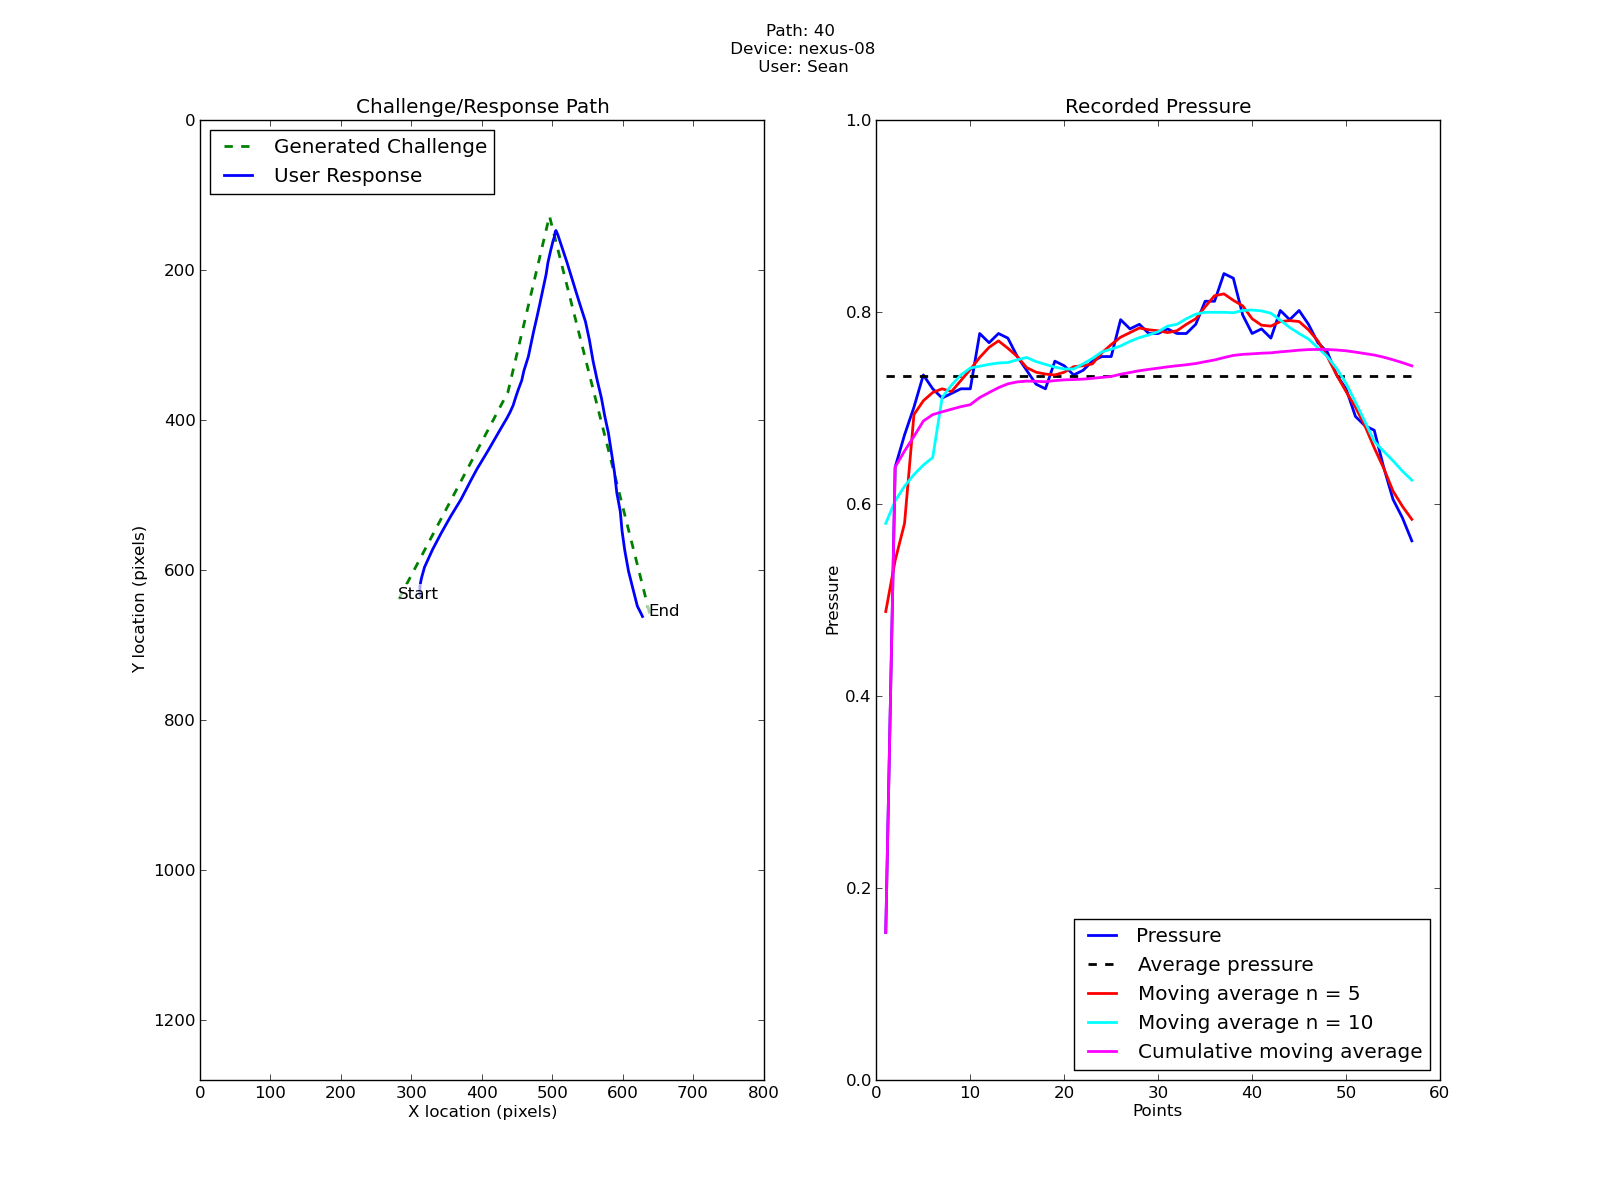 Path: 40
Device: nexus-08
User: Sean
Challenge/Response Path
0
200
400
600
800
1000
1200
Y location (pixels)
Generated Challenge
User Response
Start
End
0 100 200 300 400 500 600 700 800
X location (pixels)
Recorded Pressure
1.0
0.8
0.6
0.4
0.2
0.0
Pressure
Pressure
Average pressure
Moving average n = 5
Moving average n = 10
Cumulative moving average
0 10 20 30 40 50 60
Points